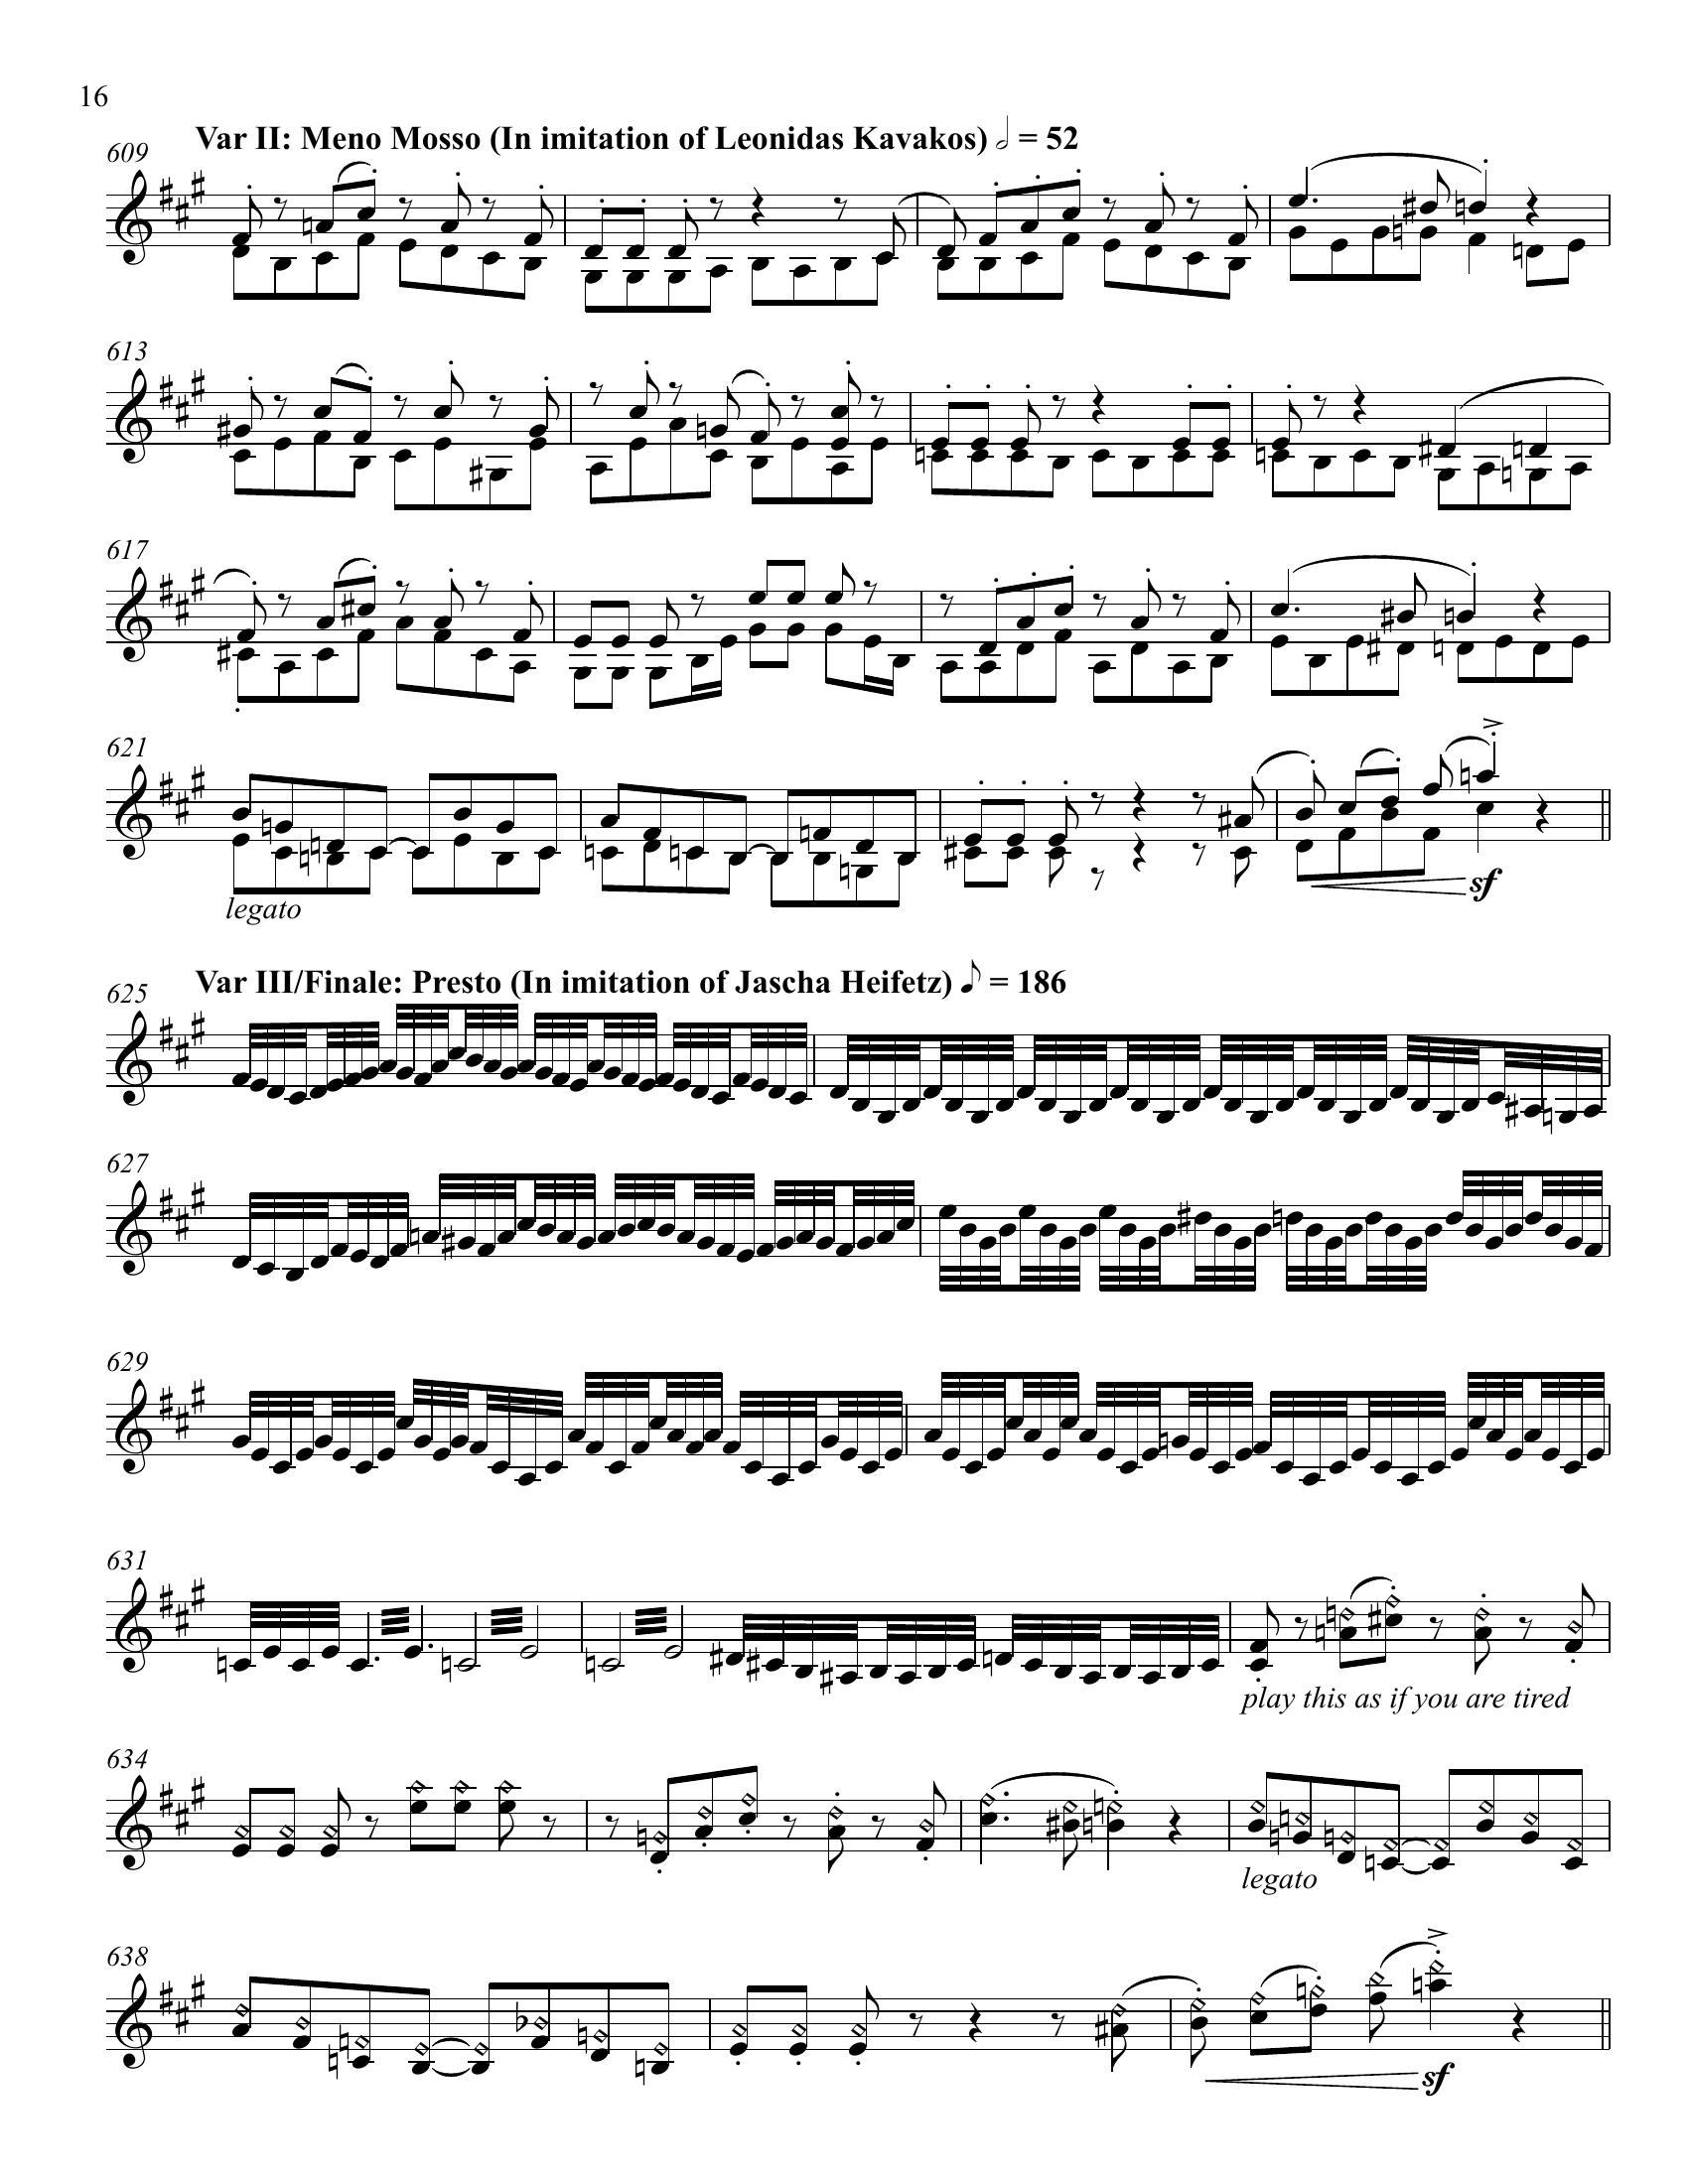 16
Var II: Meno Mosso (In imitation of Leonidas Kavakos) 𝅗𝅥 = 52
609
613
617
621
legato
sf
Var III/Finale: Presto (In imitation of Jascha Heifetz) ♪ = 186
625
627
629
631
play this as if you are tired
634
legato
638
sf